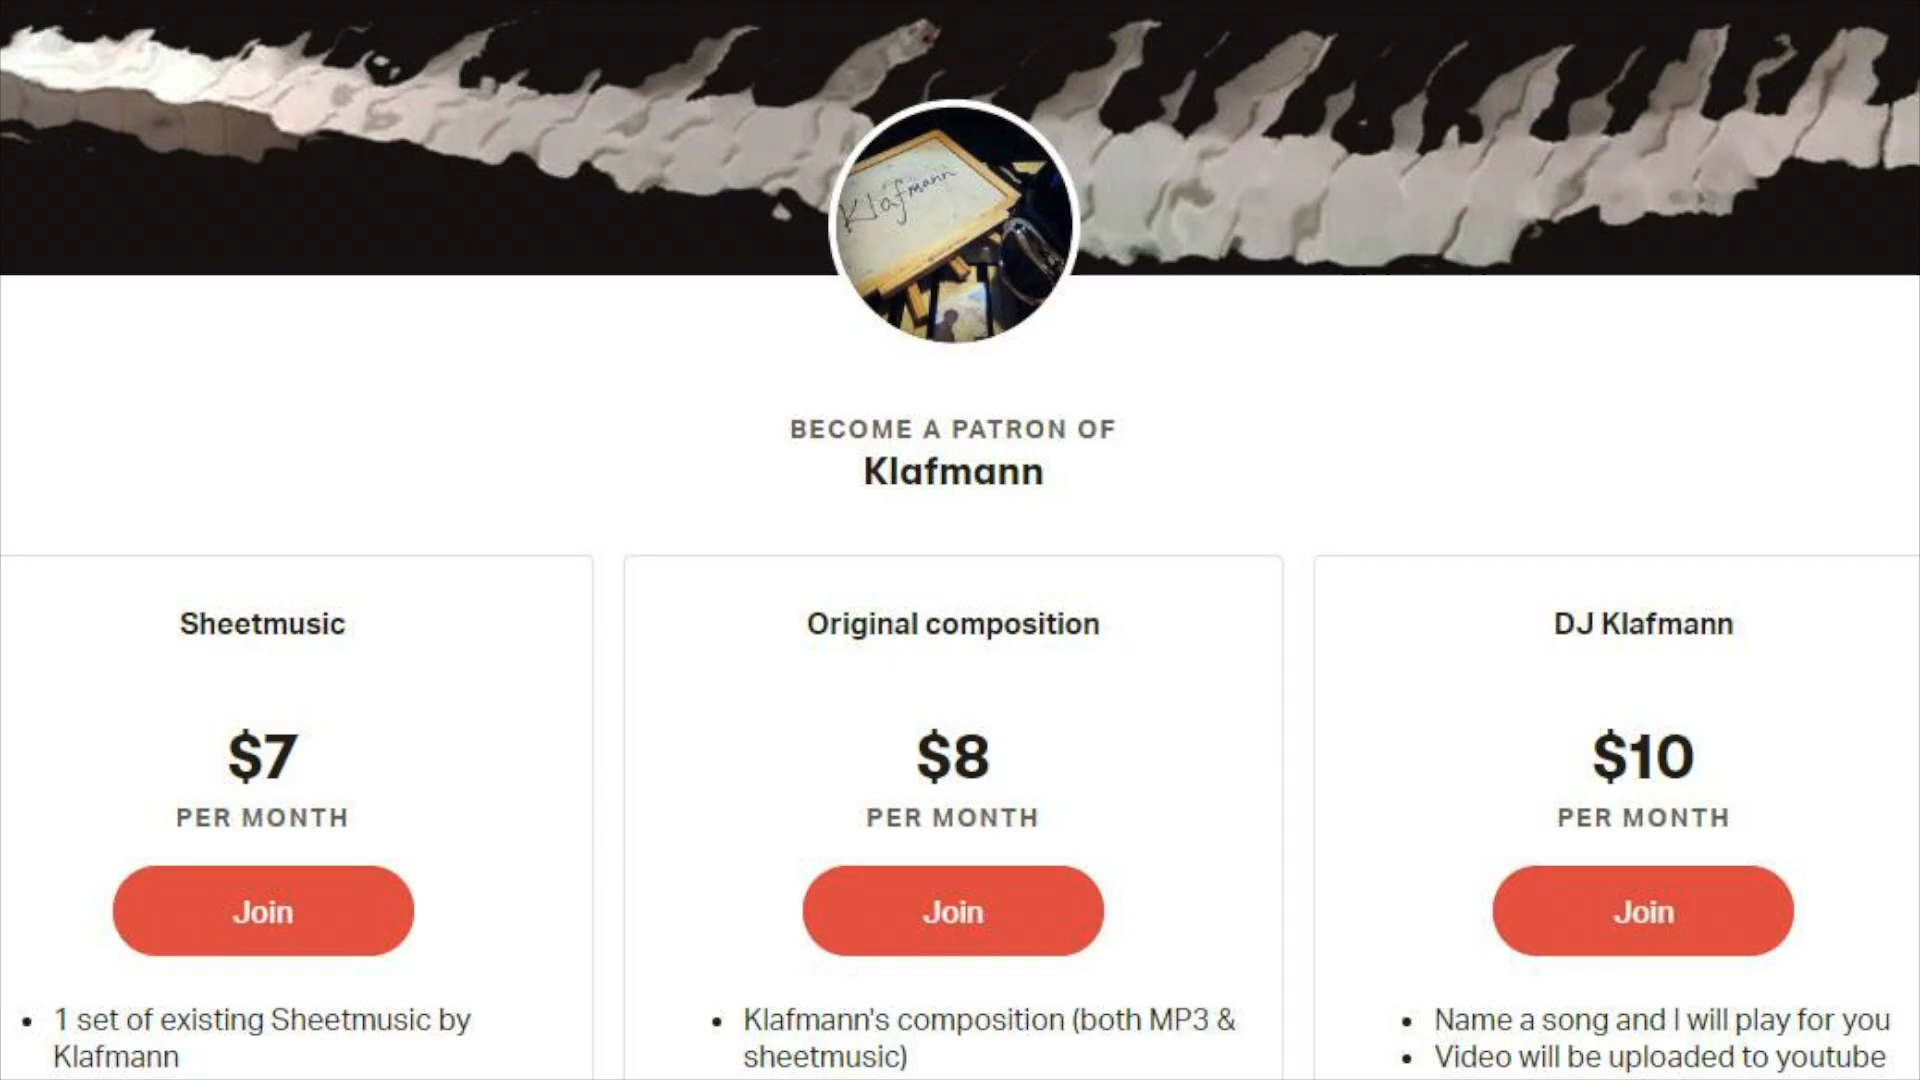 Klafmann
BECOME A PATRON OF
Klafmann
Sheetmusic
$7
PER MONTH
Join
1 set of existing Sheetmusic by
Klafmann
Original composition
$8
PER MONTH
Join
Klafmann's composition (both MP3 &
sheetmusic)
DJ Klafmann
$10
PER MONTH
Join
Name a song and I will play for you
Video will be uploaded to youtube